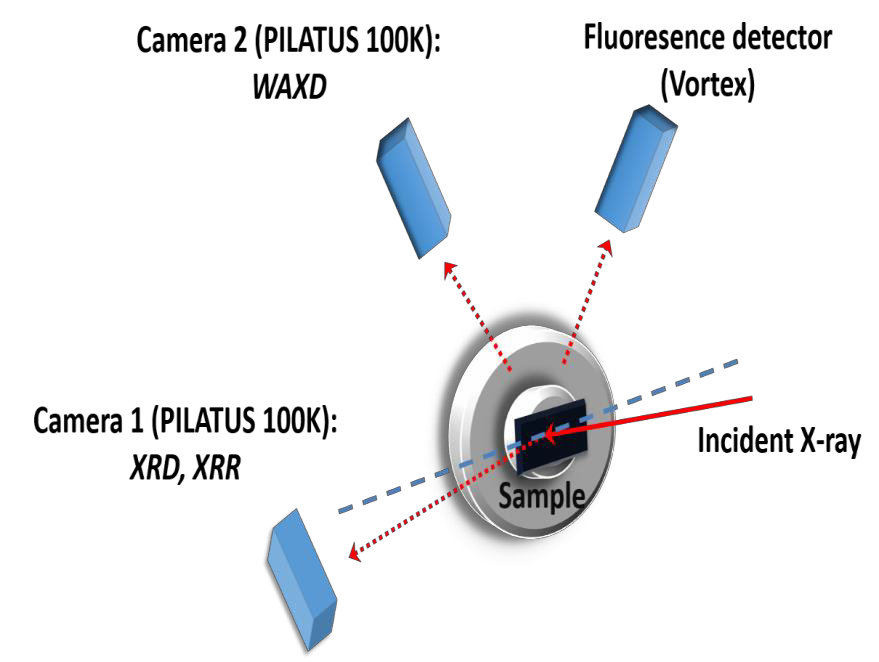 Camera 2 (PILATUS 100K):
WAXD
Fluoresence detector
(Vortex)
Camera 1 (PILATUS 100K):
XRD, XRR
Incident X-ray
Sample